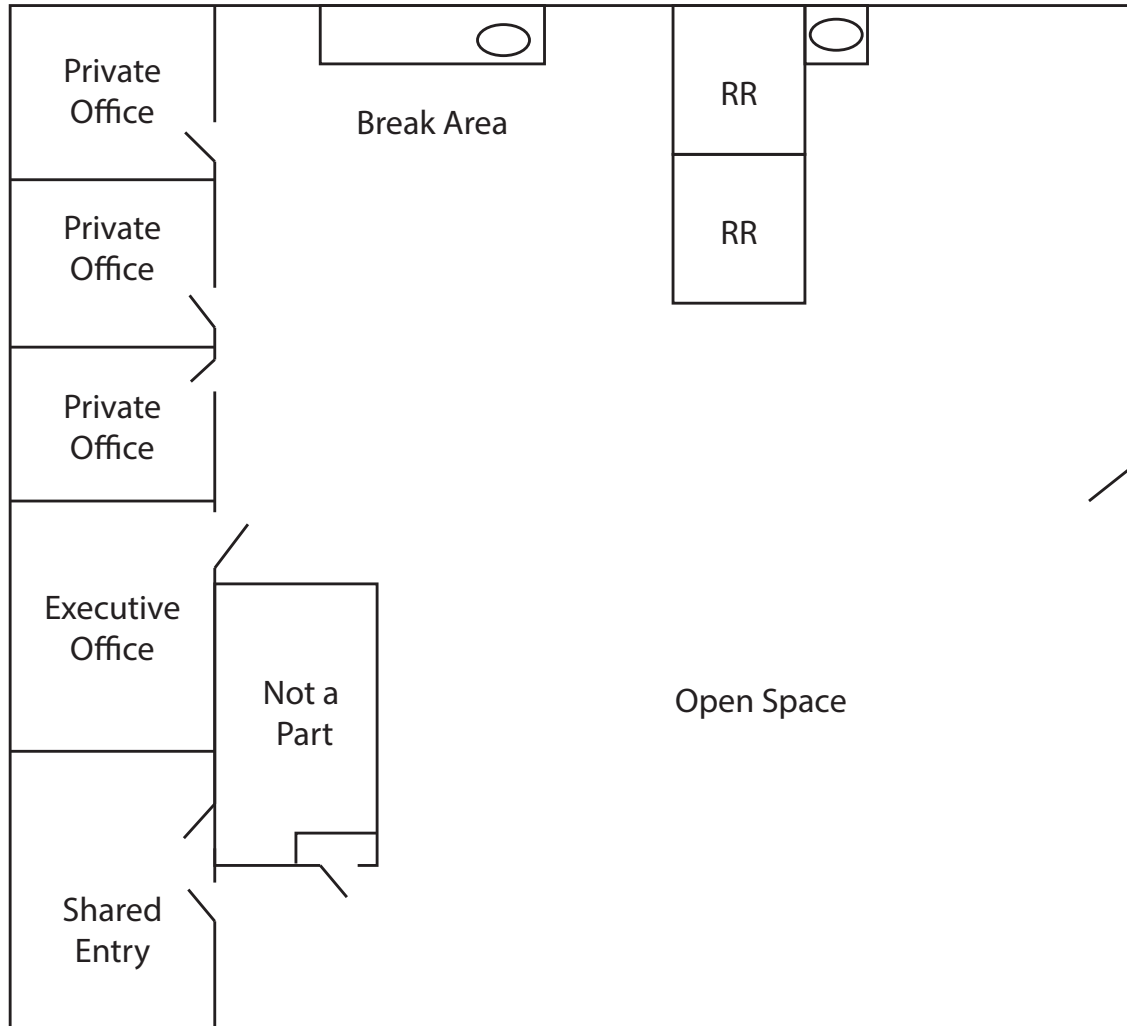 Private
Office
Break Area
RR
Private
Office
RR
Private
Office
Executive
Office
Not a
Part
Open Space
Shared
Entry